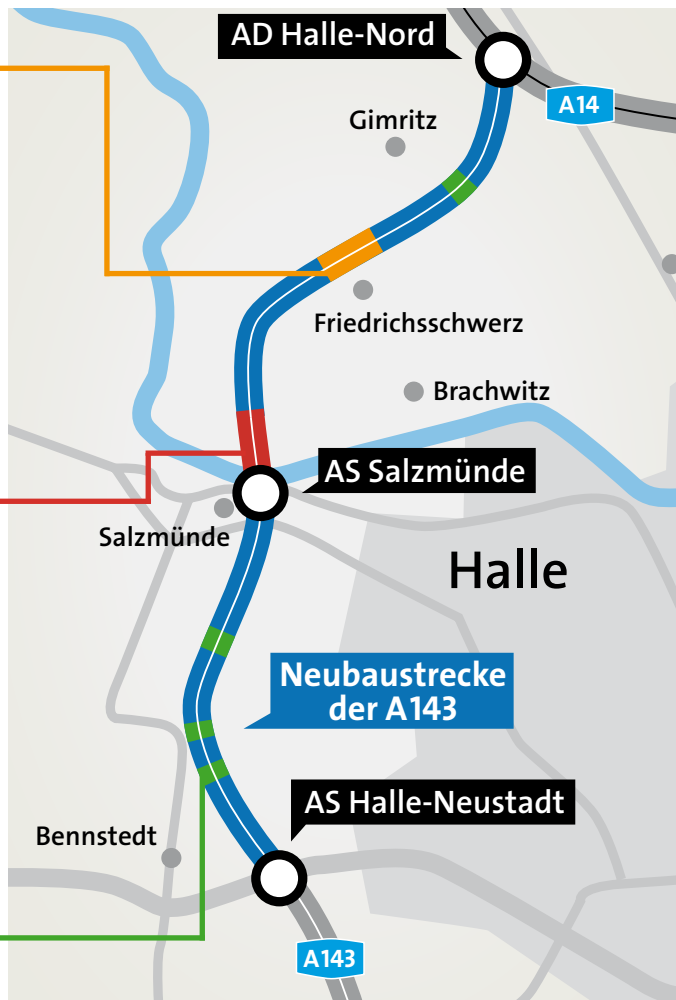 AD Halle-Nord
A14
Gimritz
Friedrichsschwerz
Brachwitz
AS Salzmünde
Salzmünde
Halle
Neubaustrecke
der A143
AS Halle-Neustadt
Bennstedt
A143